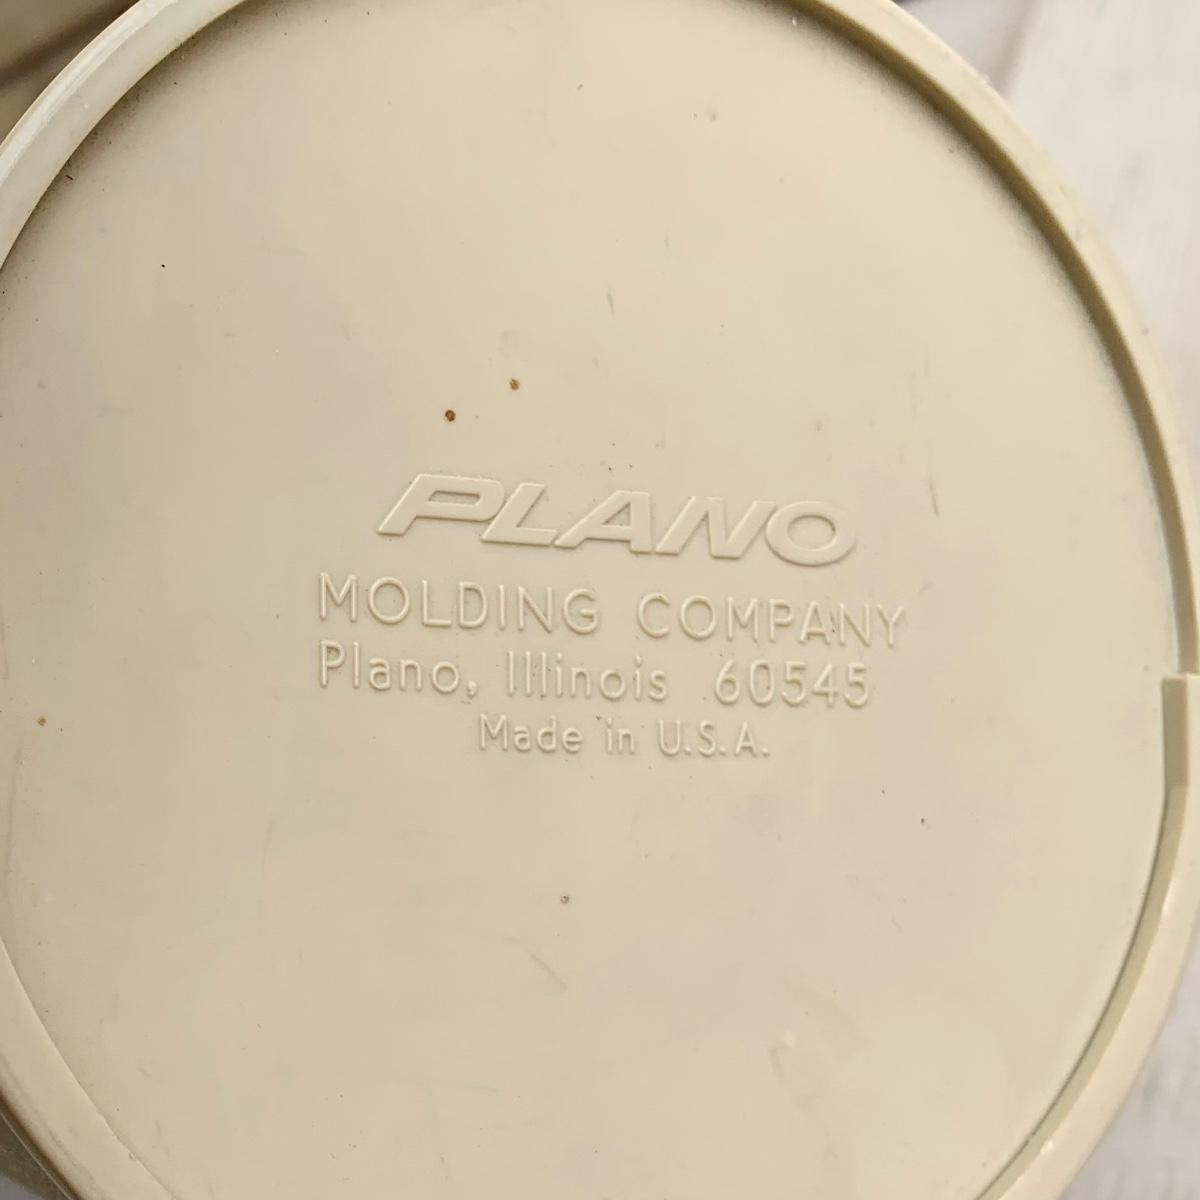 PLANO
MOLDING COMPANY
Plano, Illinois 60545
Made in U.S.A.